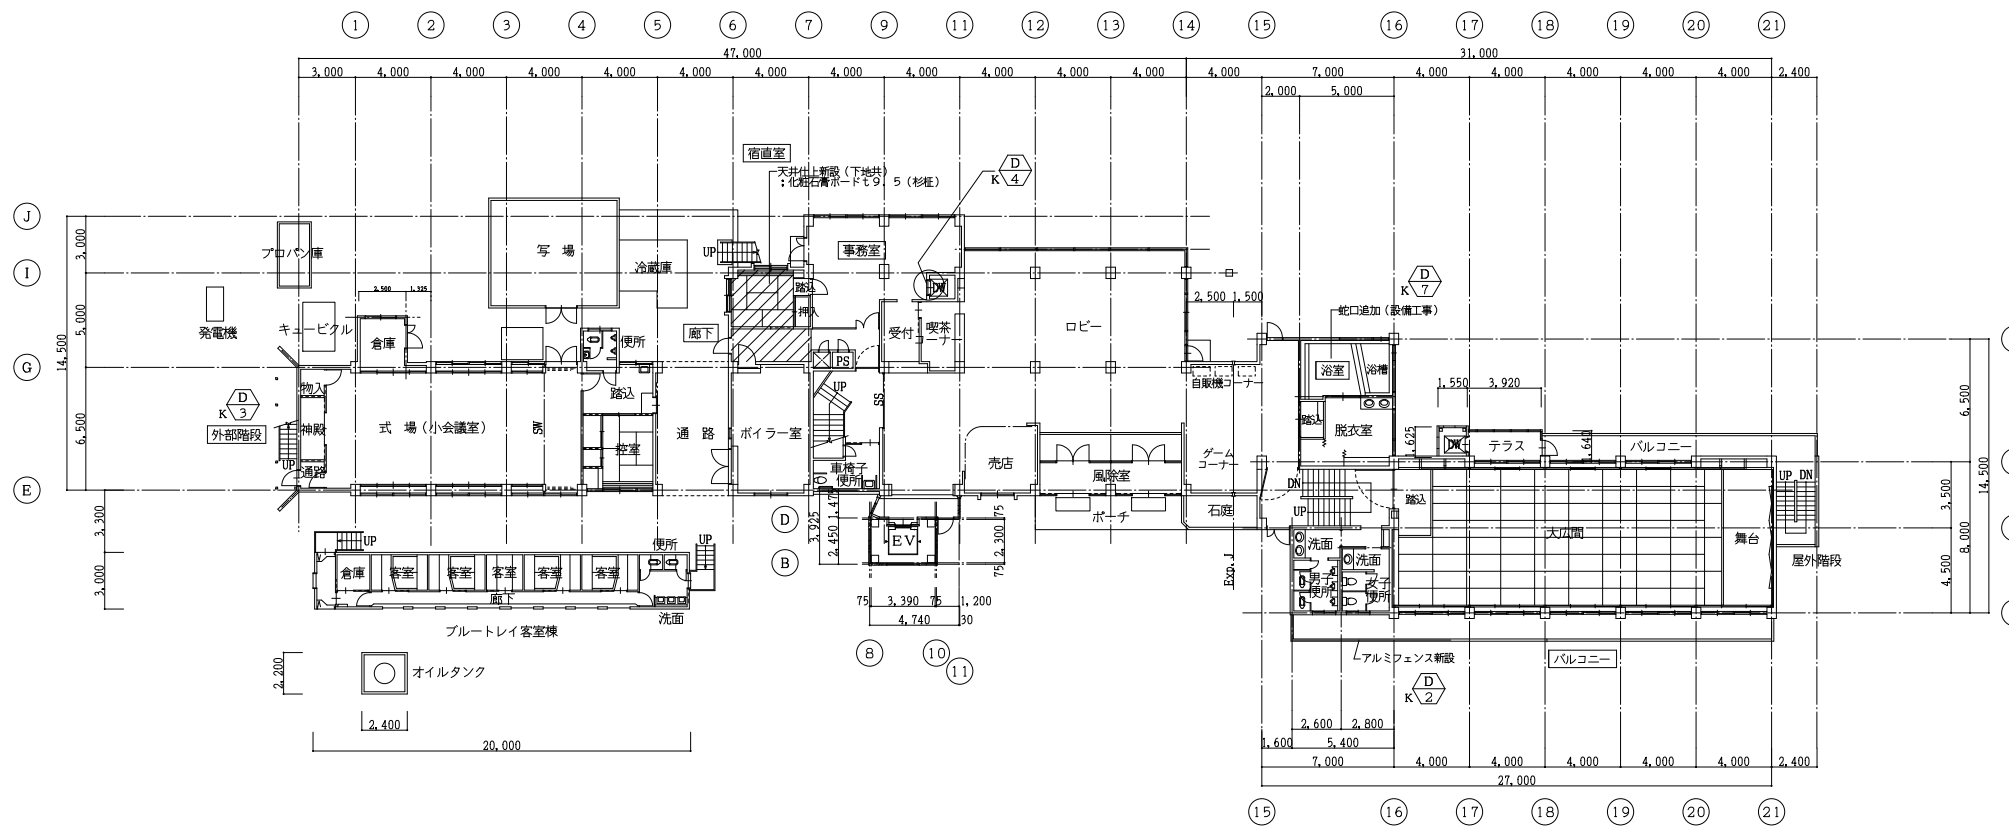 1 2 3 4 5 6 7 9 11 12 13 14 15 16 17 18 19 20 21
47,000 31,000
3,000 4,000 4,000 4,000 4,000 4,000 4,000 4,000 4,000 4,000 4,000 4,000 4,000 7,000 4,000 4,000 4,000 4,000 4,000 2,400
2,000 5,000
宿直室
天井仕上新設（下地共）
；化粧石膏ボードt9．5（杉柾）
D
K 4
J
3,000
I
5,000
14,500
G
6,500
E
3,300
3,000
プロパン庫
写 場
冷蔵庫
UP
事務室
D
K 7
発電機
キュービクル
2,500 1,325
倉庫
便所
廊下
踏込
押入
DW
受付
喫茶
コーナー
ロビー
2,500 1,500
蛇口追加（設備工事）
浴室
浴槽
PS
自販機コーナー
1,550 3,920
D
K 3
外部階段
UP
物入
神殿
通路
式 場（小会議室）
SW
踏込
控室
通 路
ボイラー室
UP
SS
車椅子
便所
売店
風除室
ポーチ
ゲーム
コーナー
石庭
踏込
脱衣室
1,625
DW
テラス
1,640
バルコニー
6,500
14,500
3,500
8,000
4,500
DN
UP
踏込
大広間
舞台
UP DN
屋外階段
D
B
3,925
2,450
EV
75
2,300
75
75 3,390 75 1,200
4,740 30
8 10 11
Exp.J
洗面
洗面
男子
便所
女子
便所
UP
倉庫
客室 客室 客室 客室 客室
便所
UP
廊下
洗面
ブルートレイ客室棟
オイルタンク
2,200
2,400
20,000
アルミフェンス新設
バルコニー
D
K 2
2,600 2,800
1,600 5,400
7,000 4,000 4,000 4,000 4,000 4,000 2,400
27,000
15 16 17 18 19 20 21